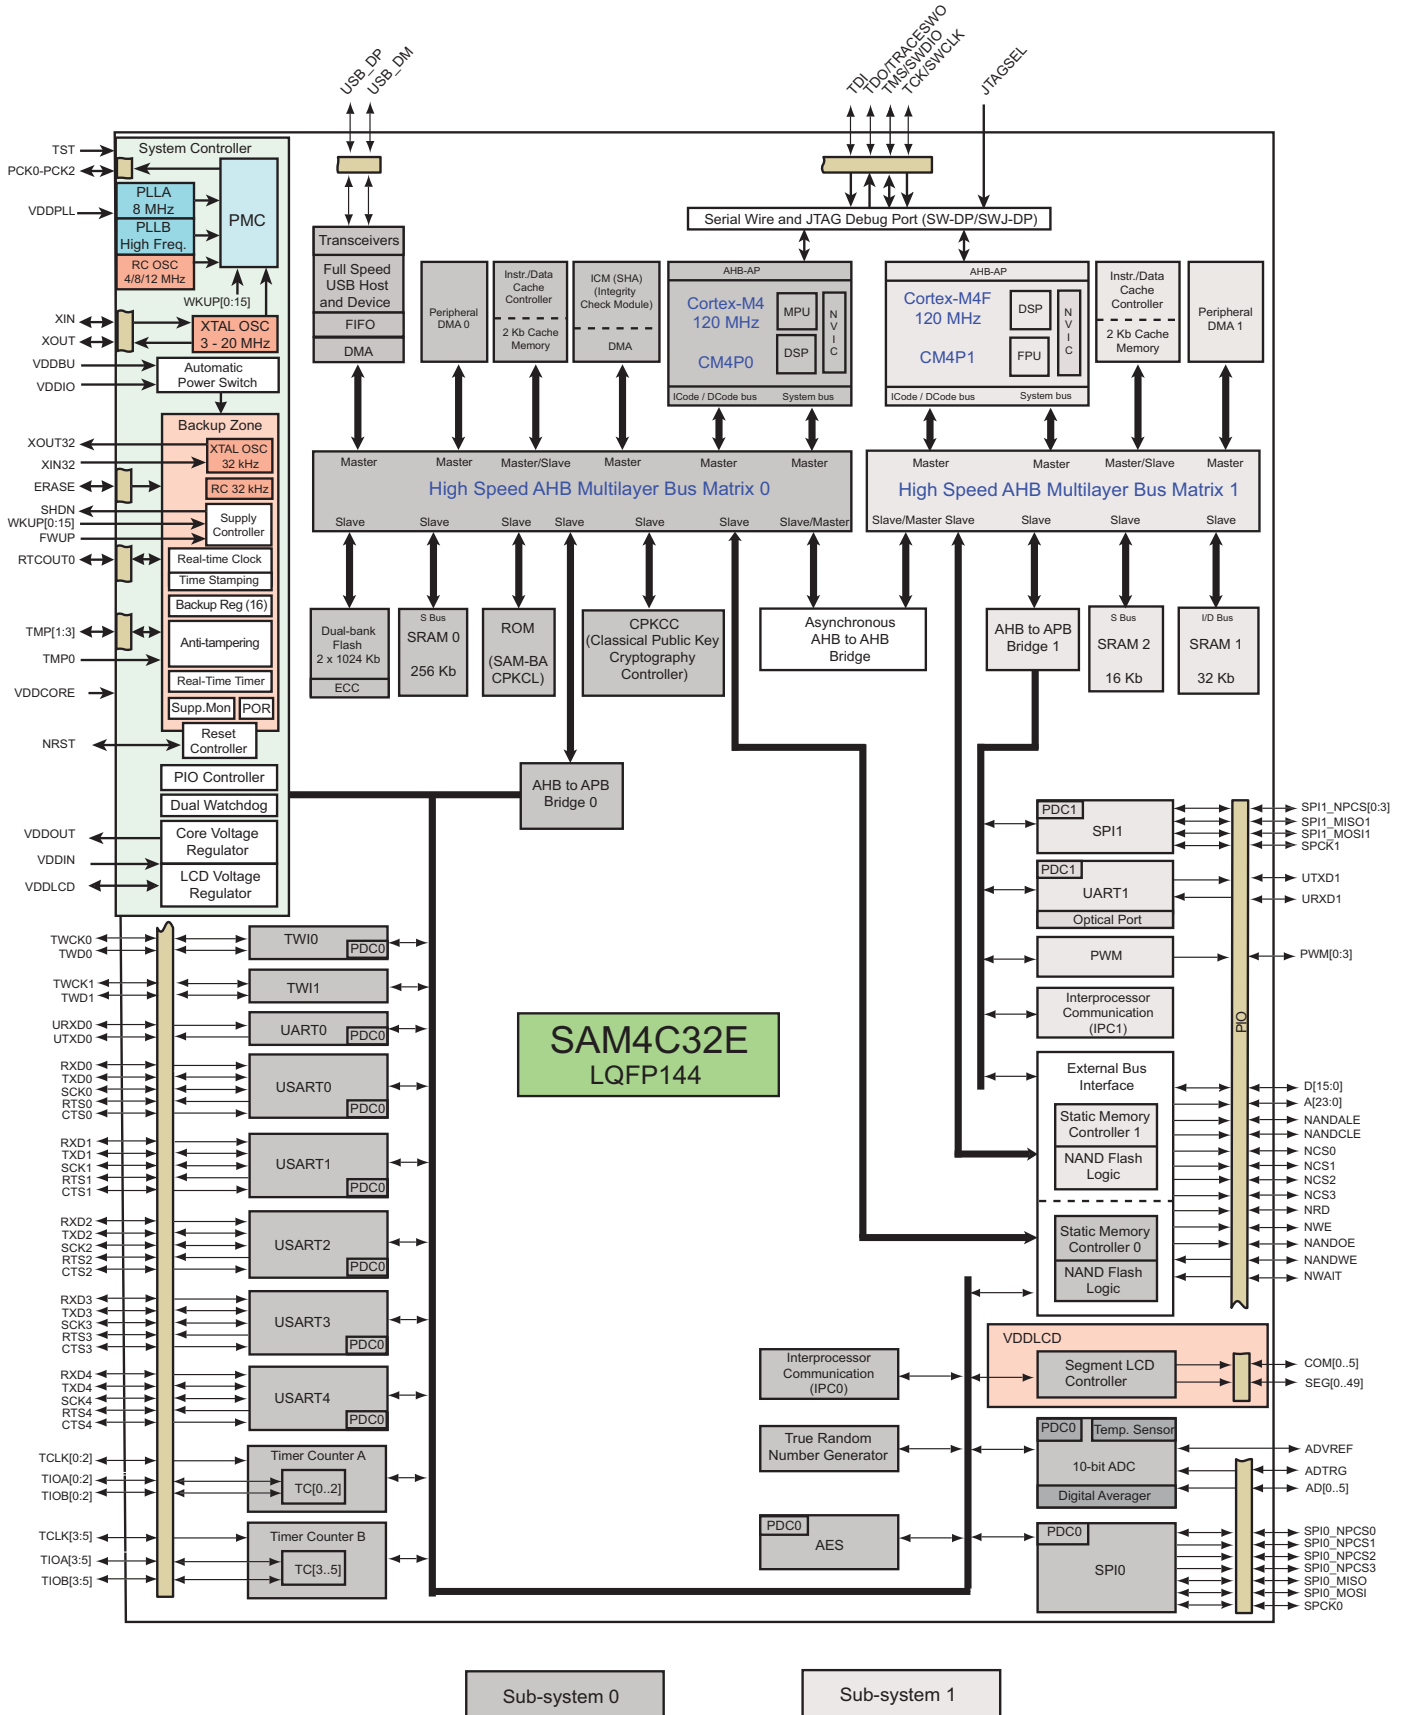 USB_DP
USB_DM
TDI
TDO/TRACESWO
TMS/SWDIO
TCK/SWCLK
JTAGSEL
TST
PCK0-PCK2
VDDPLL
XIN
XOUT
VDDBU
VDDIO
XOUT32
XIN32
ERASE
SHDN
WKUP[0:15]
FWUP
RTCOUT0
TMP[1:3]
TMP0
VDDCORE
NRST
VDDOUT
VDDIN
VDDLCD
System Controller
PLLA
8 MHz
PLLB
High Freq.
RC OSC
4/8/12 MHz
PMC
WKUP[0:15]
XTAL OSC
3 - 20 MHz
Automatic
Power Switch
Backup Zone
XTAL OSC
32 kHz
RC 32 kHz
Supply
Controller
Real-time Clock
Time Stamping
Backup Reg (16)
Anti-tampering
Real-Time Timer
Supp.Mon
POR
Reset
Controller
PIO Controller
Dual Watchdog
Core Voltage
Regulator
LCD Voltage
Regulator
Transceivers
Full Speed
USB Host
and Device
FIFO
DMA
Peripheral
DMA 0
Instr./Data
Cache
Controller
2 Kb Cache
Memory
ICM (SHA)
(Integrity
Check Module)
DMA
Serial Wire and JTAG Debug Port (SW-DP/SWJ-DP)
AHB-AP
Cortex-M4
120 MHz
CM4P0
MPU
DSP
NVIC
ICode / DCode bus
System bus
AHB-AP
Cortex-M4F
120 MHz
CM4P1
DSP
FPU
NVIC
ICode / DCode bus
System bus
Instr./Data
Cache
Controller
2 Kb Cache
Memory
Peripheral
DMA 1
Master
Master
Master/Slave
Master
Master
Master
High Speed AHB Multilayer Bus Matrix 0
Slave
Slave
Slave
Slave
Slave
Slave
Slave/Master
Master
Master
Master/Slave
Master
High Speed AHB Multilayer Bus Matrix 1
Slave/Master
Slave
Slave
Slave
Slave
Dual-bank
Flash
2 x 1024 Kb
ECC
S Bus
SRAM 0
256 Kb
ROM
(SAM-BA
CPKCL)
CPKCC
(Classical Public Key
Cryptography
Controller)
Asynchronous
AHB to AHB
Bridge
AHB to APB
Bridge 1
S Bus
SRAM 2
16 Kb
I/D Bus
SRAM 1
32 Kb
AHB to APB
Bridge 0
TWCK0
TWD0
TWCK1
TWD1
URXD0
UTXD0
RXD0
TXD0
SCK0
RTS0
CTS0
RXD1
TXD1
SCK1
RTS1
CTS1
RXD2
TXD2
SCK2
RTS2
CTS2
RXD3
TXD3
SCK3
RTS3
CTS3
RXD4
TXD4
SCK4
RTS4
CTS4
TCLK[0:2]
TIOA[0:2]
TIOB[0:2]
TCLK[3:5]
TIOA[3:5]
TIOB[3:5]
TWI0
PDC0
TWI1
UART0
PDC0
USART0
PDC0
USART1
PDC0
USART2
PDC0
USART3
PDC0
USART4
PDC0
Timer Counter A
TC[0..2]
Timer Counter B
TC[3..5]
SAM4C32E
LQFP144
PDC1
SPI1
PDC1
UART1
Optical Port
PWM
Interprocessor
Communication
(IPC1)
External Bus
Interface
Static Memory
Controller 1
NAND Flash
Logic
Static Memory
Controller 0
NAND Flash
Logic
PIO
SPI1_NPCS[0:3]
SPI1_MISO1
SPI1_MOSI1
SPCK1
UTXD1
URXD1
PWM[0:3]
D[15:0]
A[23:0]
NANDALE
NANDCLE
NCS0
NCS1
NCS2
NCS3
NRD
NWE
NANDOE
NANDWE
NWAIT
VDDLCD
Segment LCD
Controller
COM[0..5]
SEG[0..49]
Interprocessor
Communication
(IPC0)
True Random
Number Generator
PDC0
AES
PDC0
Temp. Sensor
10-bit ADC
Digital Averager
ADVREF
ADTRG
AD[0..5]
PDC0
SPI0
SPI0_NPCS0
SPI0_NPCS1
SPI0_NPCS2
SPI0_NPCS3
SPI0_MISO
SPI0_MOSI
SPCK0
Sub-system 0
Sub-system 1